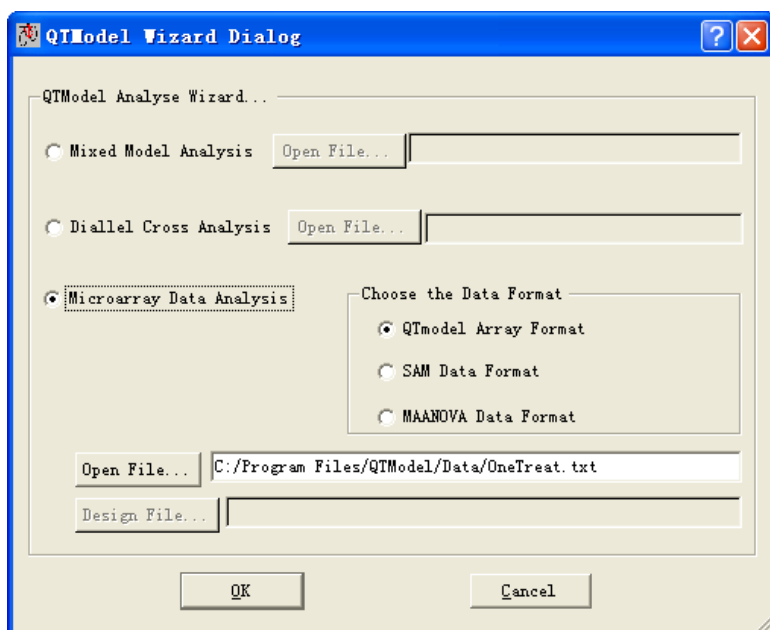 QTModel Wizard Dialog
QTModel Analyse Wizard...
Mixed Model Analysis Open File...
Diallel Cross Analysis Open File...
Microarray Data Analysis
Choose the Data Format
QTmodel Array Format
SAM Data Format
MAANOVA Data Format
Open File... C:/Program Files/QTModel/Data/OneTreat.txt
Design File...
OK Cancel